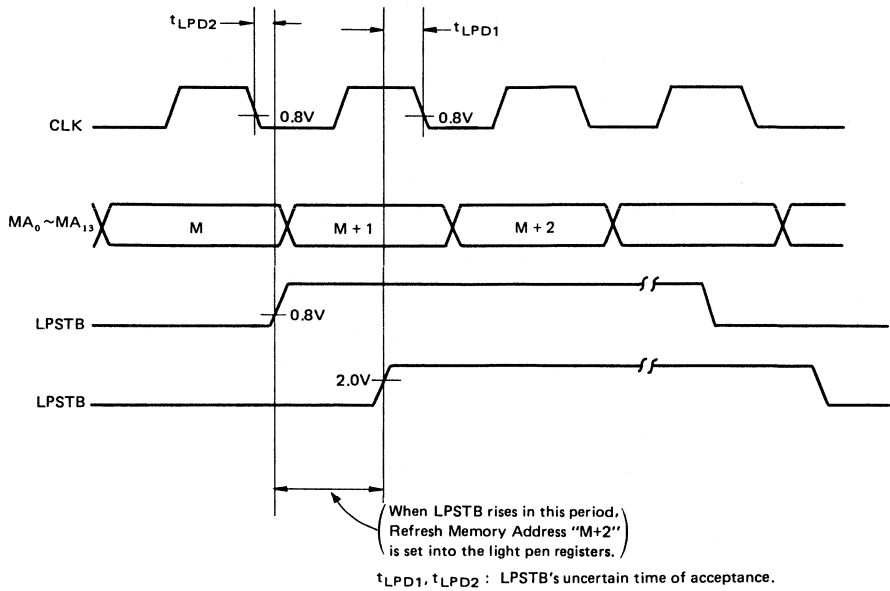 tLPD2
tLPD1
0.8V
0.8V
CLK
MA0~MA13
M
M + 1
M + 2
LPSTB
0.8V
LPSTB
2.0V
(When LPSTB rises in this period,
Refresh Memory Address "M+2"
is set into the light pen registers.)
tLPD1, tLPD2 : LPSTB's uncertain time of acceptance.